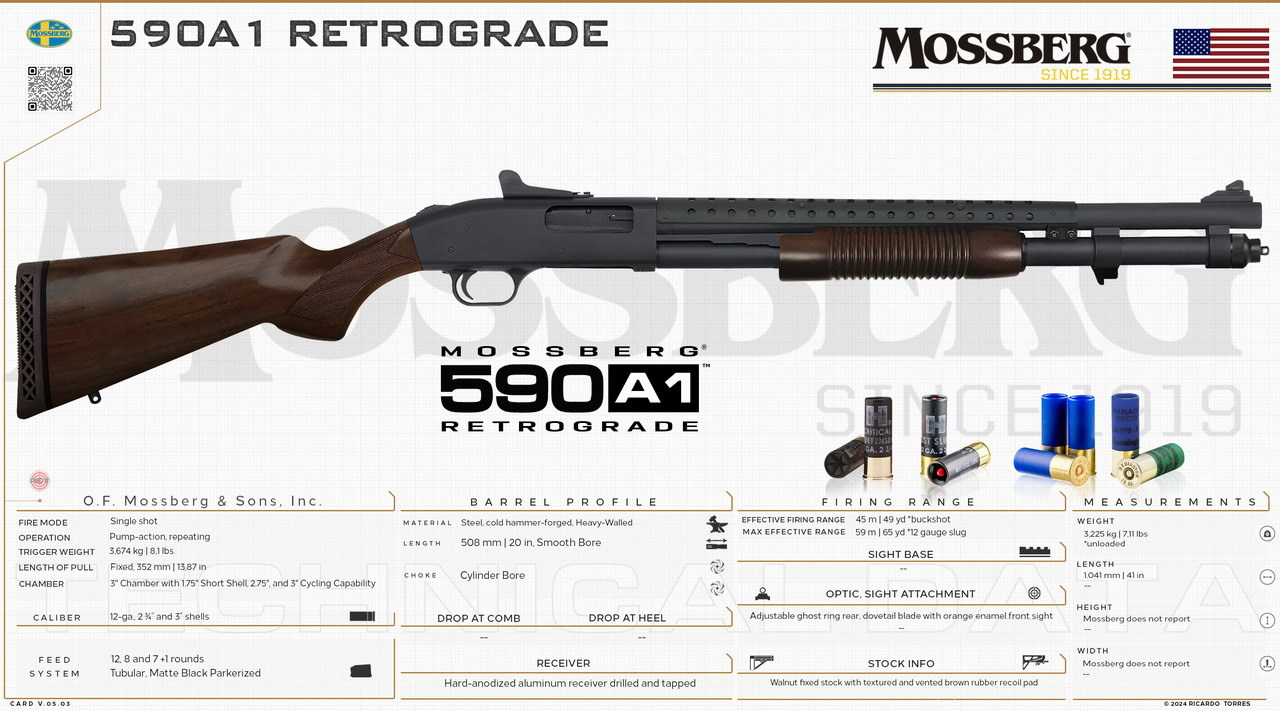 MOSSBERG
590A1 RETROGRADE
MOSSBERG®
SINCE 1919
MOSSBERG
SINCE 1919
MOSSBERG®
590A1™
RETROGRADE
O.F. Mossberg & Sons, Inc.
FIRE MODE Single shot
OPERATION Pump-action, repeating
TRIGGER WEIGHT 3,674 kg | 8,1 lbs.
LENGTH OF PULL Fixed, 352 mm | 13,87 in
CHAMBER 3" Chamber with 1.75" Short Shell, 2.75", and 3" Cycling Capability
CALIBER 12-ga., 2 ¾" and 3" shells
FEED SYSTEM
12, 8 and 7 +1 rounds
Tubular, Matte Black Parkerized
BARREL PROFILE
MATERIAL Steel, cold hammer-forged, Heavy-Walled
LENGTH 508 mm | 20 in, Smooth Bore
CHOKE Cylinder Bore
DROP AT COMB DROP AT HEEL
-- --
RECEIVER
Hard-anodized aluminum receiver drilled and tapped
FIRING RANGE
EFFECTIVE FIRING RANGE 45 m | 49 yd *buckshot
MAX EFFECTIVE RANGE 59 m | 65 yd *12 gauge slug
SIGHT BASE
--
OPTIC, SIGHT ATTACHMENT
Adjustable ghost ring rear, dovetail blade with orange enamel front sight
--
STOCK INFO
Walnut fixed stock with textured and vented brown rubber recoil pad
MEASUREMENTS
WEIGHT
3,225 kg | 7,11 lbs
*unloaded
LENGTH
1.041 mm | 41 in
--
HEIGHT
Mossberg does not report
--
WIDTH
Mossberg does not report
--
TECHNICAL DATA
CARD V.05.03
© 2024 RICARDO TORRES